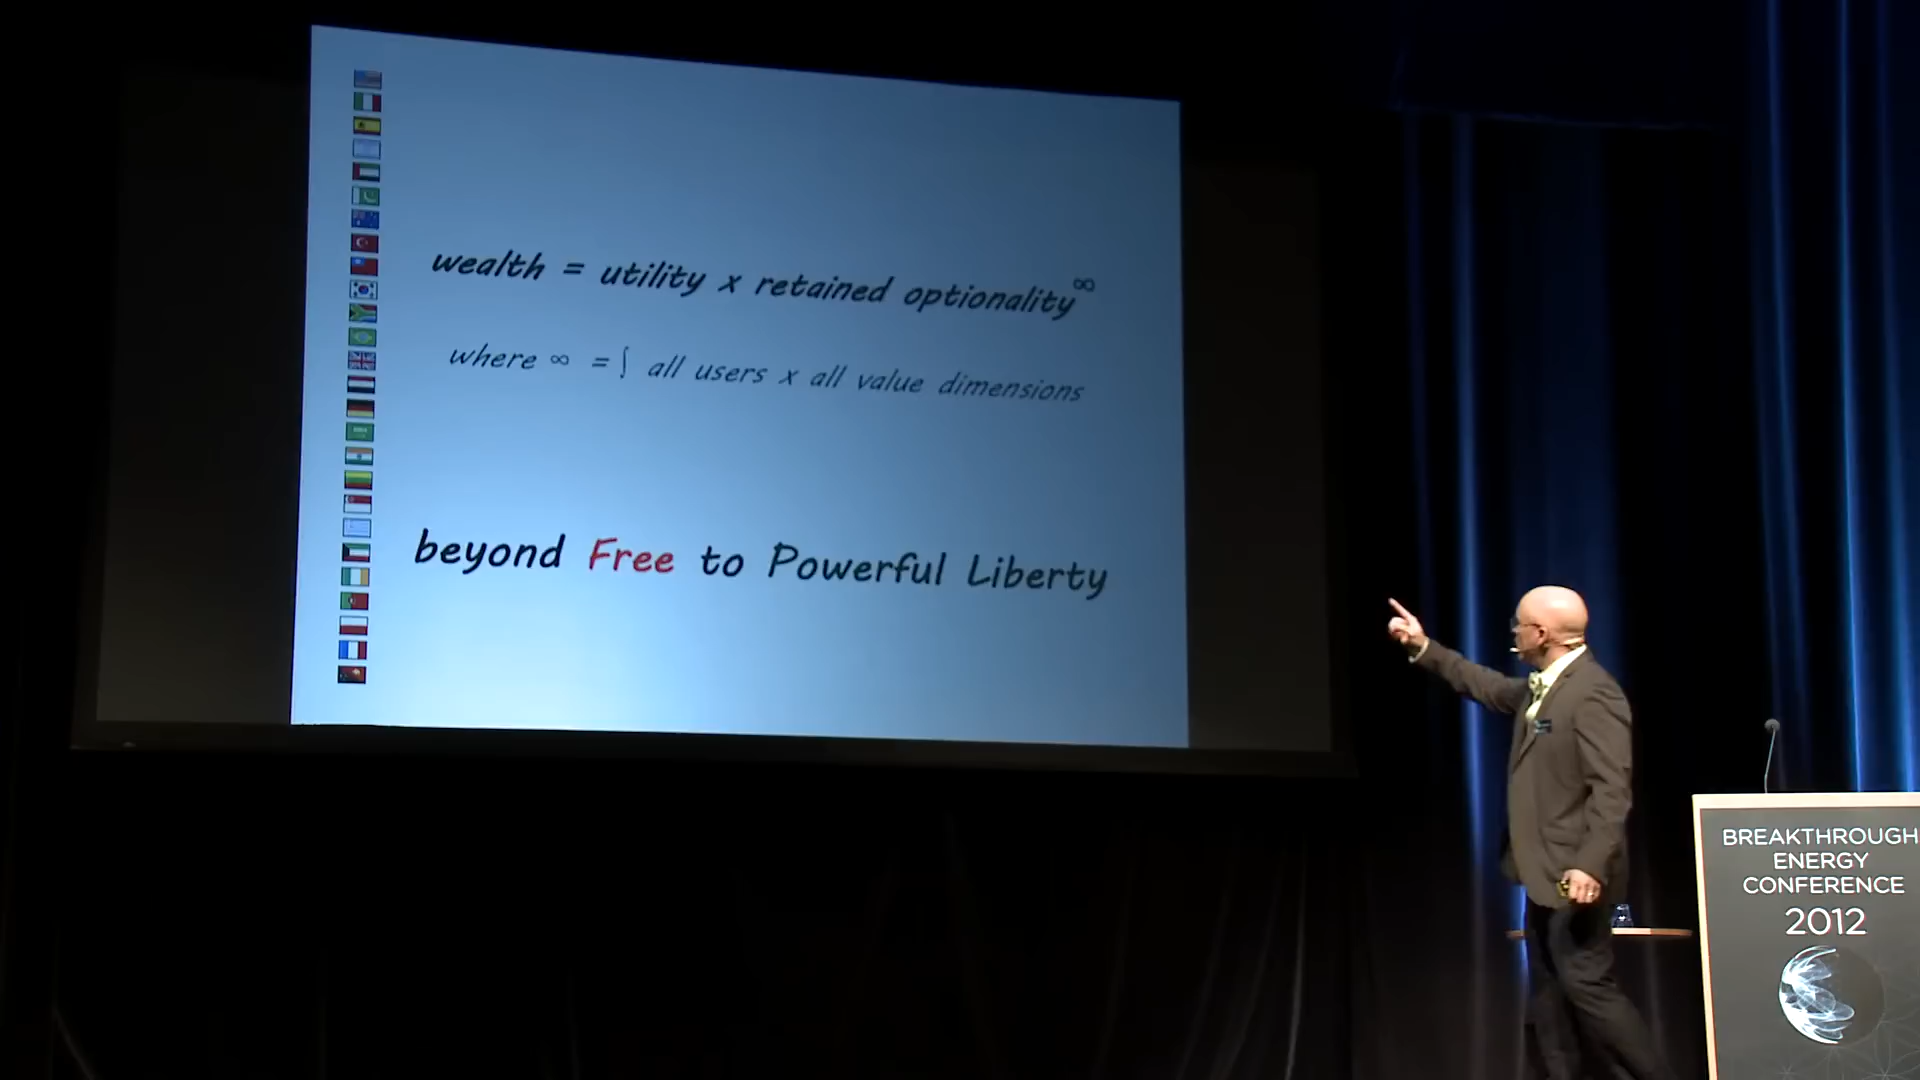 wealth = utility x retained optionality∞
where ∞ = ∫ all users x all value dimensions
beyond Free to Powerful Liberty
BREAKTHROUGH
ENERGY
CONFERENCE
2012